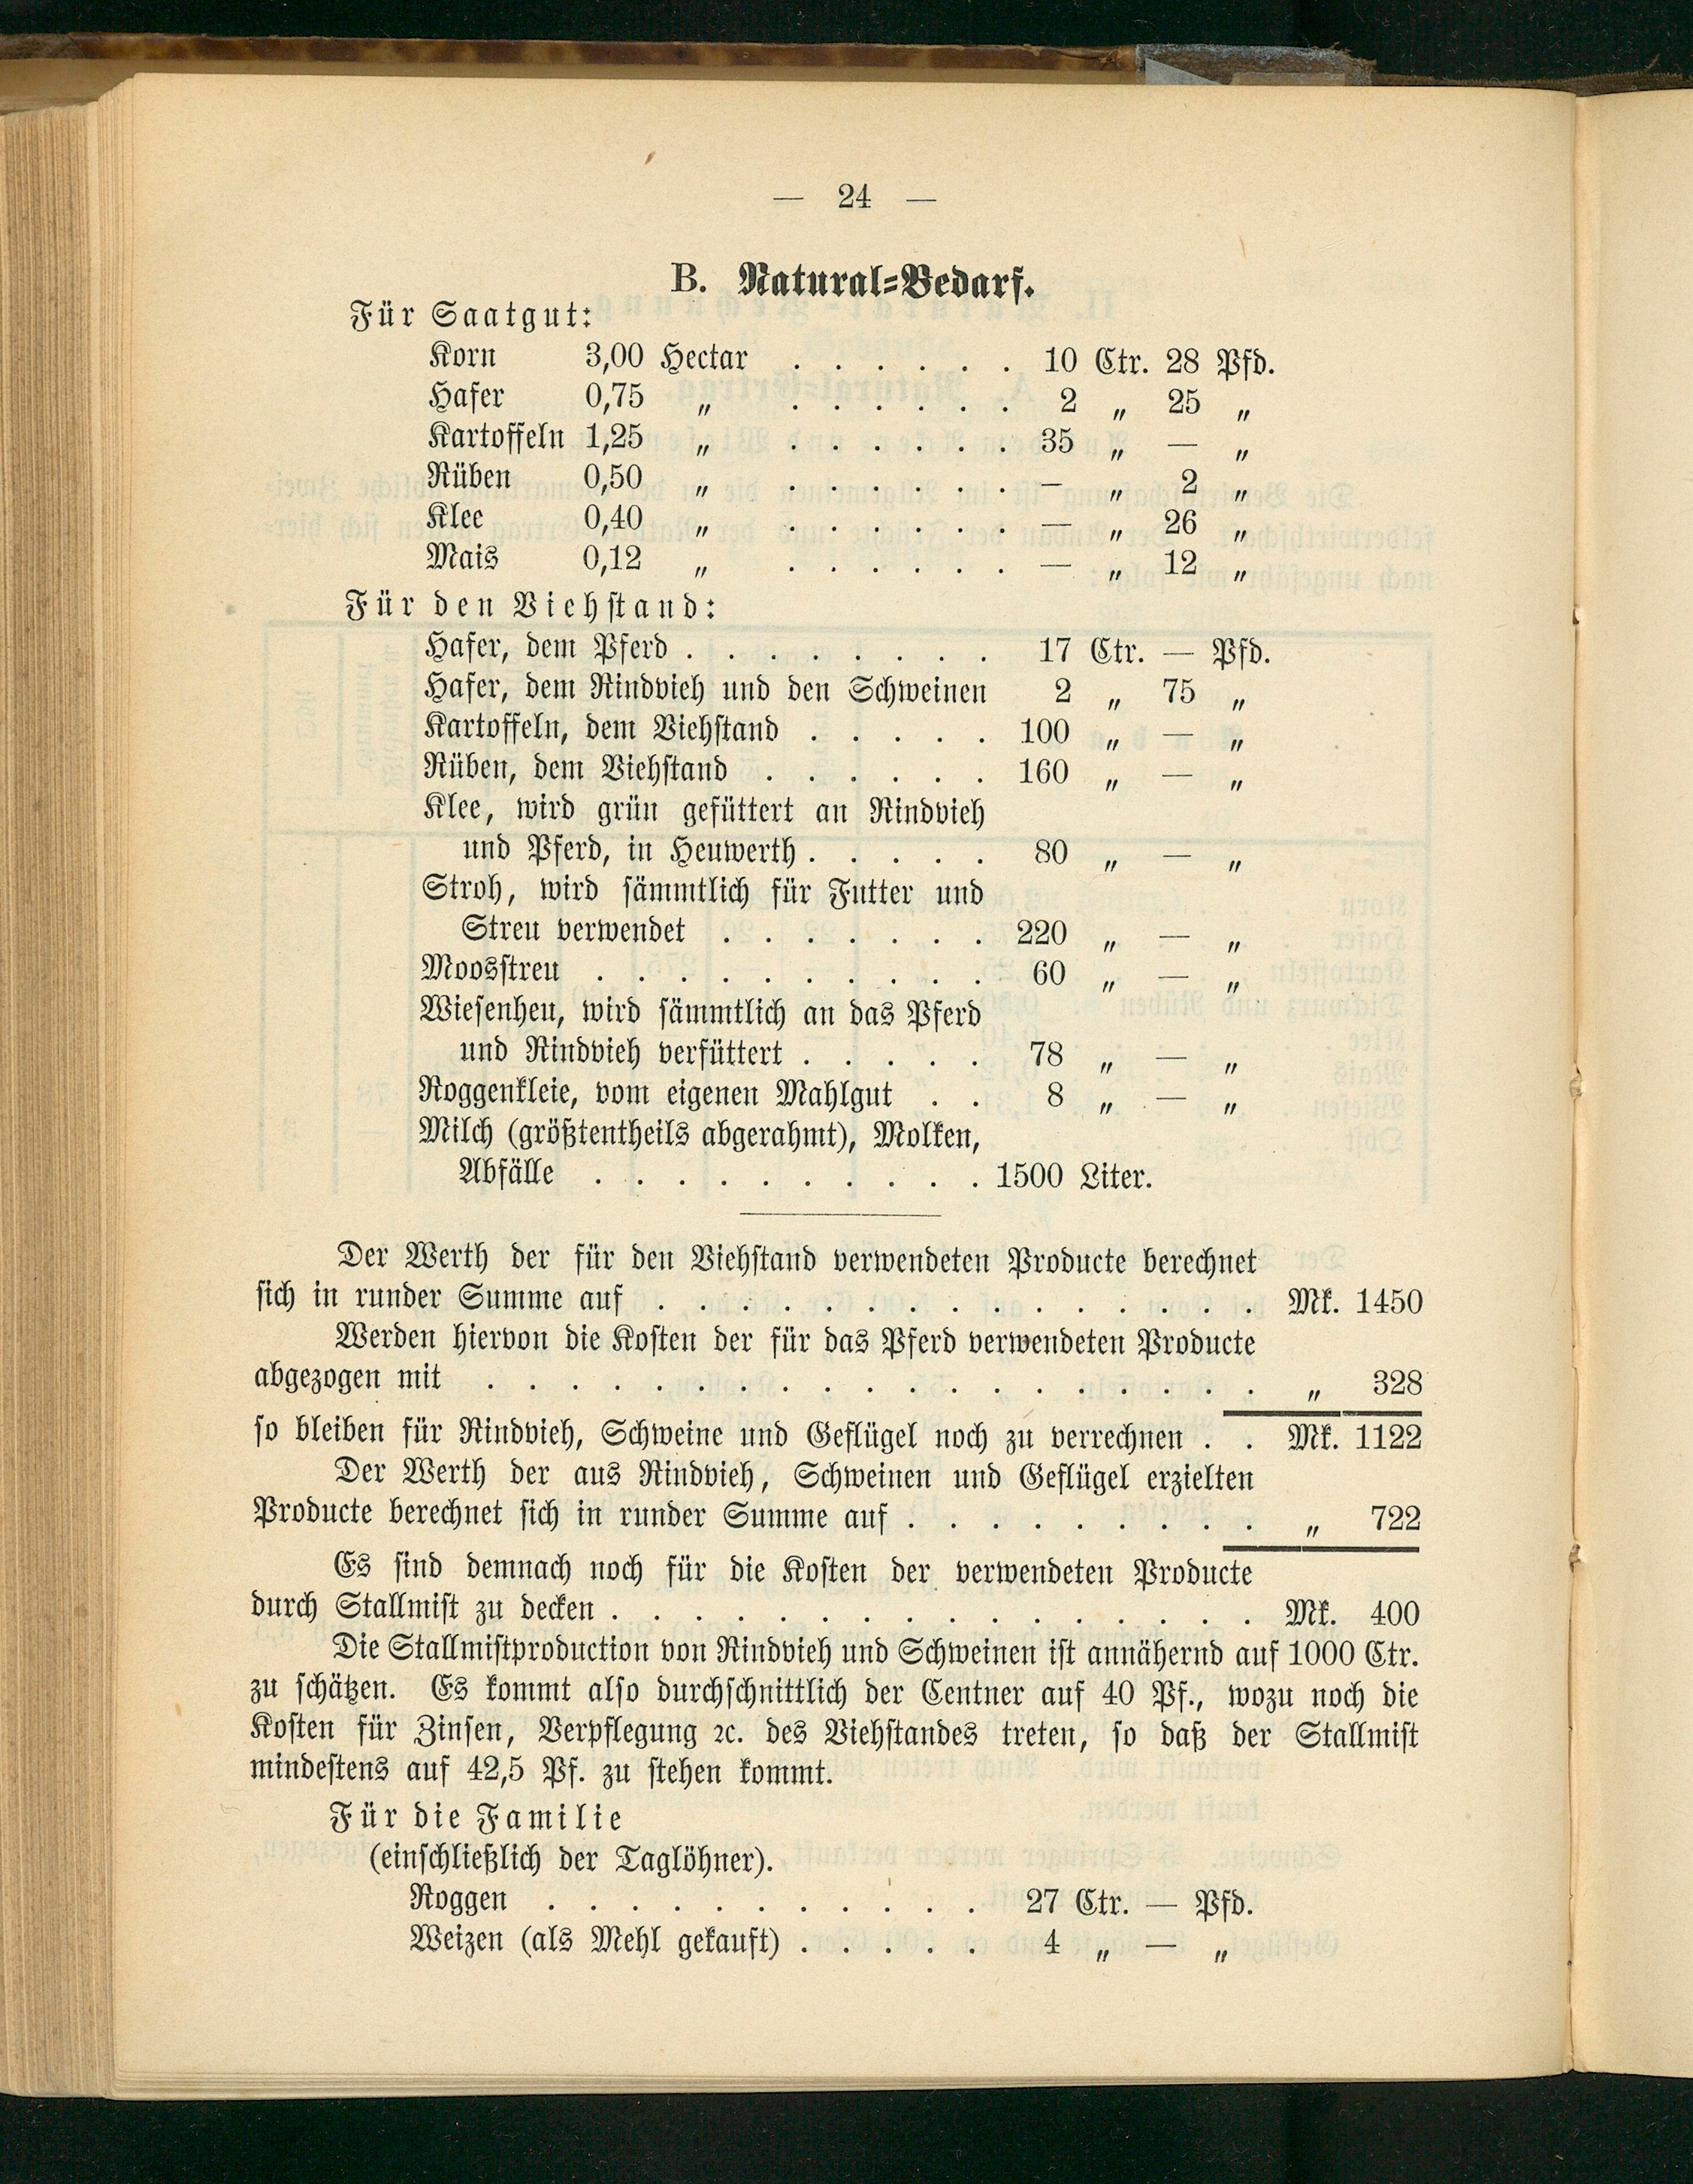 — 24 —
B. Natural-Bedarf.
Für Saatgut:
Korn 3,00 Hectar . . . . . . 10 Ctr. 28 Pfd.
Hafer 0,75 „ . . . . . . 2 „ 25 „
Kartoffeln 1,25 „ . . . . . . 35 „ — „
Rüben 0,50 „ . . . . . . — „ 2 „
Klee 0,40 „ . . . . . . — „ 26 „
Mais 0,12 „ . . . . . . — „ 12 „
Für den Viehstand:
Hafer, dem Pferd . . . . . . . . 17 Ctr. — Pfd.
Hafer, dem Rindvieh und den Schweinen 2 „ 75 „
Kartoffeln, dem Viehstand . . . . . 100 „ — „
Rüben, dem Viehstand . . . . . . 160 „ — „
Klee, wird grün gefüttert an Rindvieh
und Pferd, in Heuwerth . . . . . 80 „ — „
Stroh, wird sämmtlich für Futter und
Streu verwendet . . . . . . . 220 „ — „
Moosstreu . . . . . . . . . . 60 „ — „
Wiesenheu, wird sämmtlich an das Pferd
und Rindvieh verfüttert . . . . . 78 „ — „
Roggenkleie, vom eigenen Mahlgut . . 8 „ — „
Milch (größtentheils abgerahmt), Molken,
Abfälle . . . . . . . . . . 1500 Liter.
Der Werth der für den Viehstand verwendeten Producte berechnet
sich in runder Summe auf . . . . . . . . . . . . . . . Mk. 1450
Werden hiervon die Kosten der für das Pferd verwendeten Producte
abgezogen mit . . . . . . . . . . . . . . . . . . . „ 328
so bleiben für Rindvieh, Schweine und Geflügel noch zu verrechnen . . Mk. 1122
Der Werth der aus Rindvieh, Schweinen und Geflügel erzielten
Producte berechnet sich in runder Summe auf . . . . . . . . . „ 722
Es sind demnach noch für die Kosten der verwendeten Producte
durch Stallmist zu decken . . . . . . . . . . . . . . . . Mk. 400
Die Stallmistproduction von Rindvieh und Schweinen ist annähernd auf 1000 Ctr.
zu schätzen. Es kommt also durchschnittlich der Centner auf 40 Pf., wozu noch die
Kosten für Zinsen, Verpflegung ꝛc. des Viehstandes treten, so daß der Stallmist
mindestens auf 42,5 Pf. zu stehen kommt.
Für die Familie
(einschließlich der Taglöhner).
Roggen . . . . . . . . . . . 27 Ctr. — Pfd.
Weizen (als Mehl gekauft) . . . . . 4 „ — „